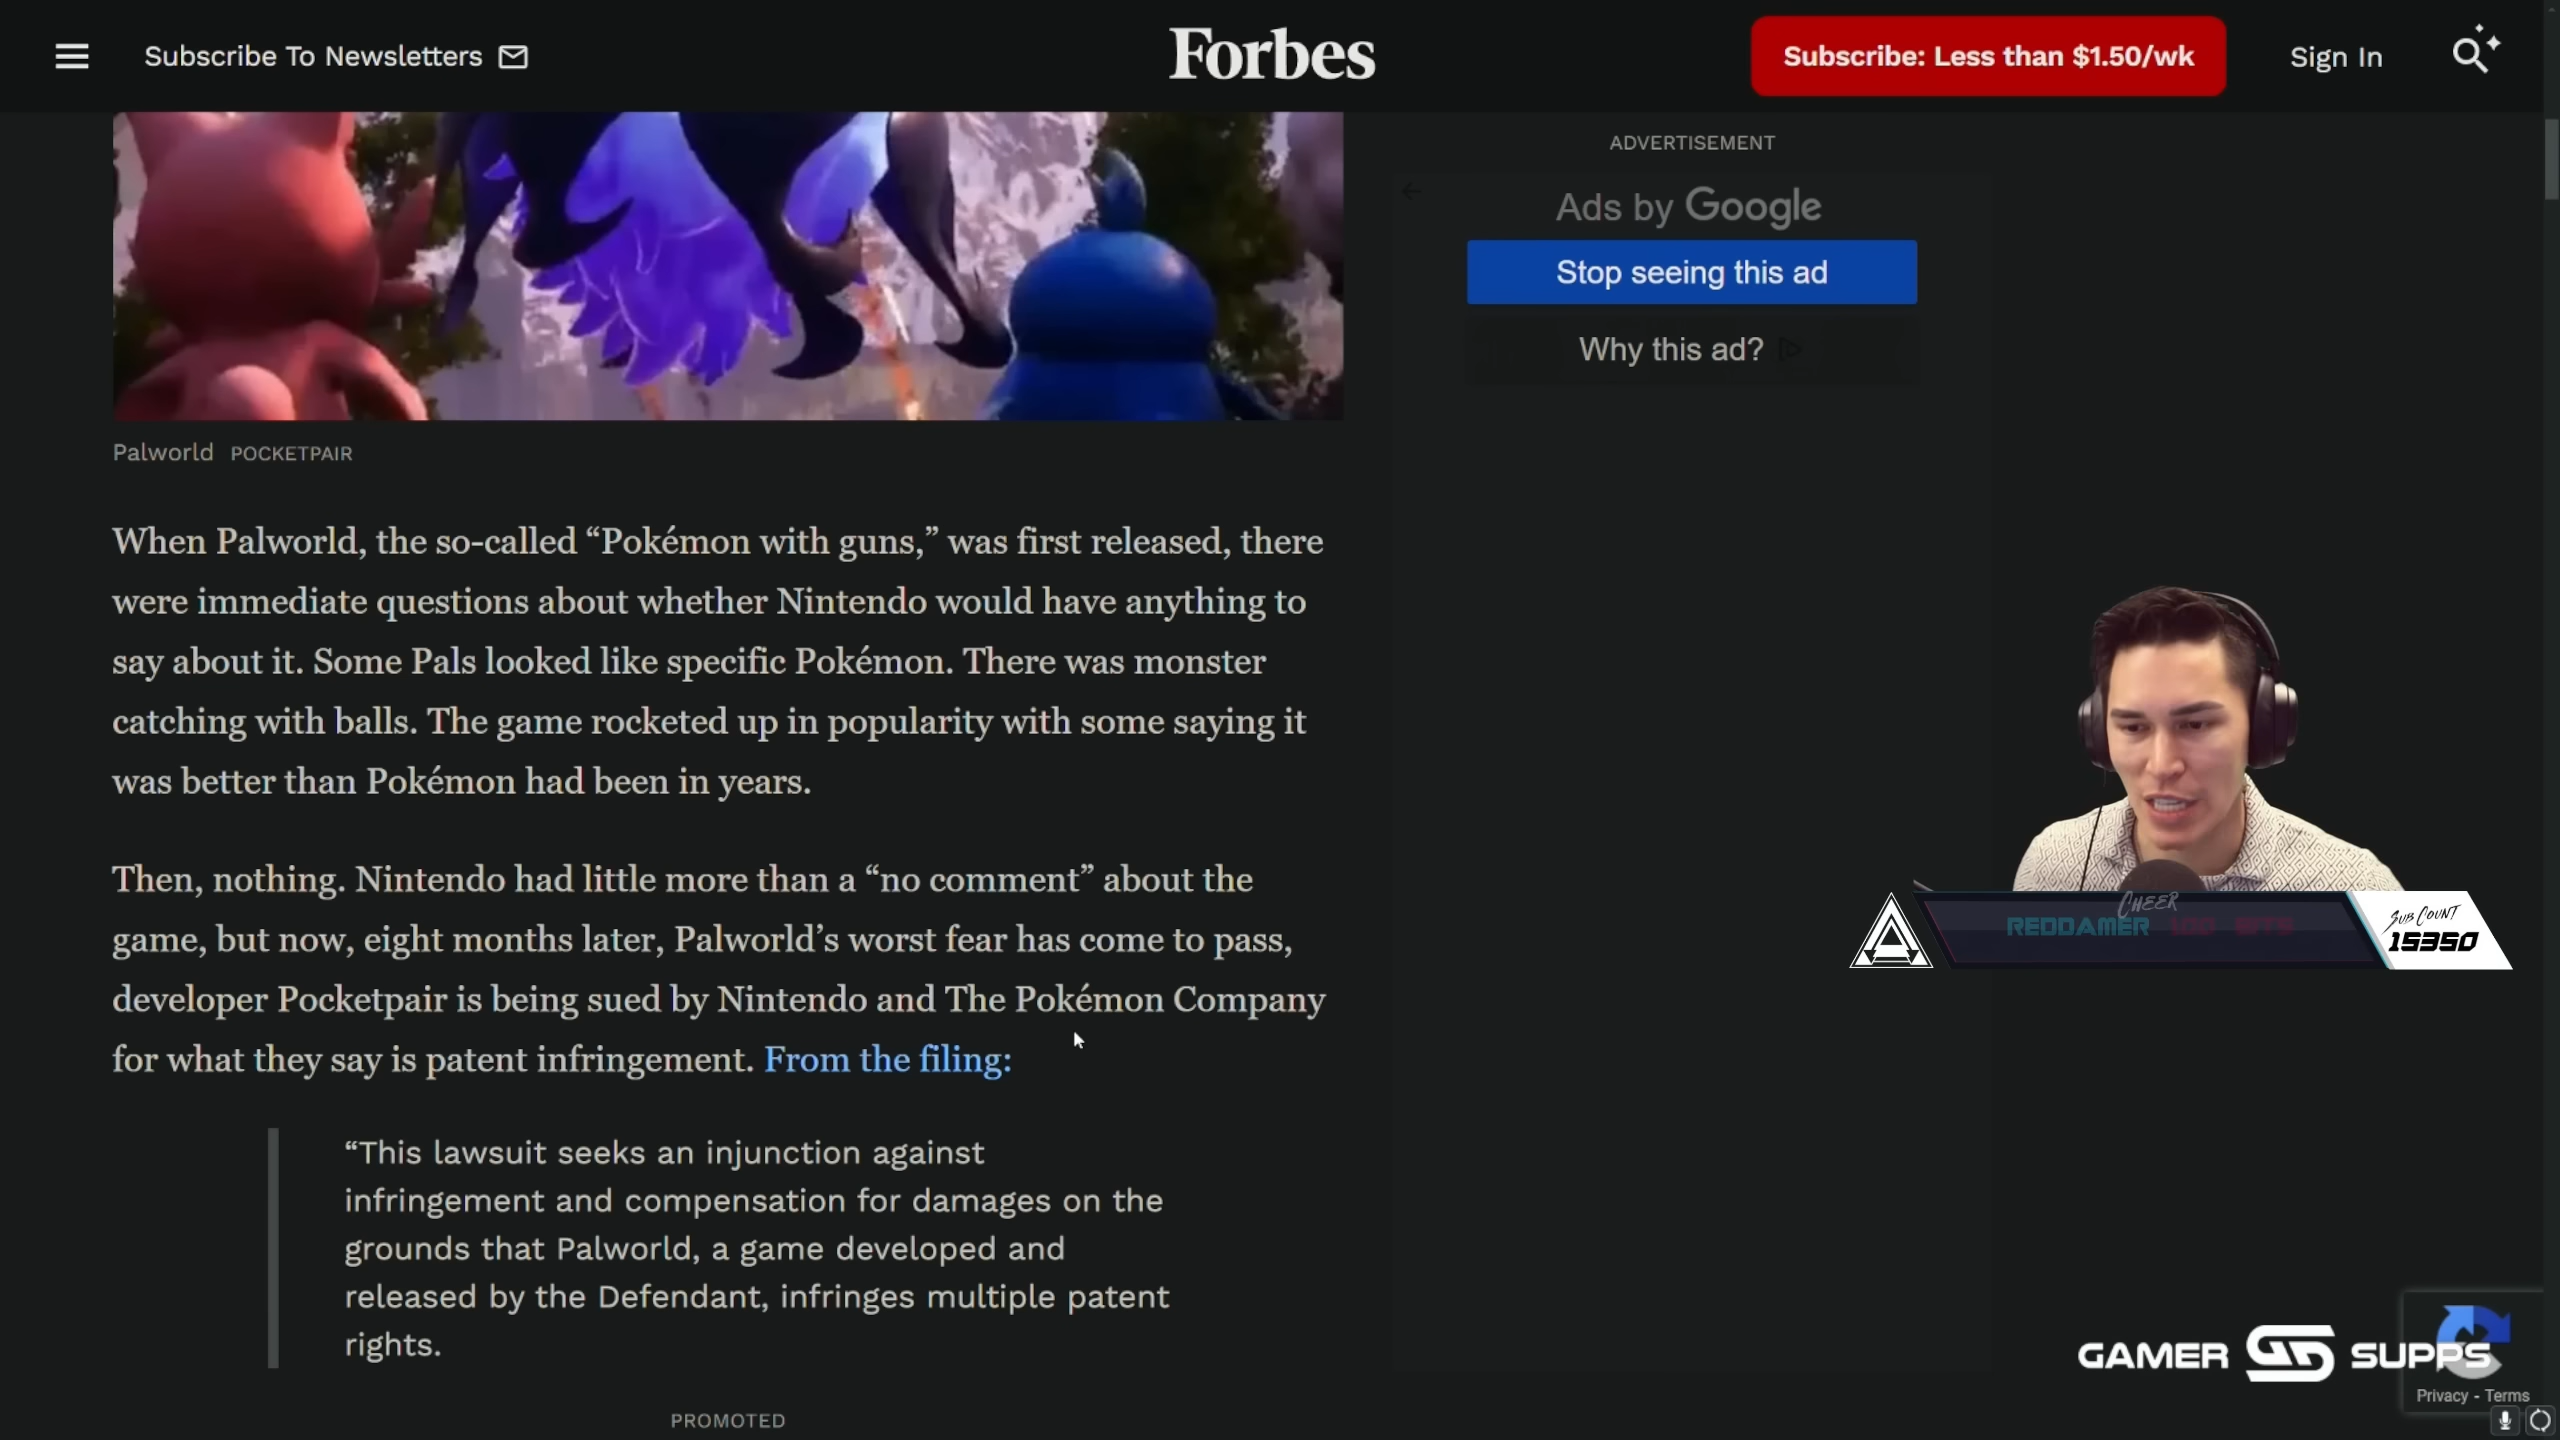 Subscribe To Newsletters
Forbes
Subscribe: Less than $1.50/wk
Sign In
ADVERTISEMENT
Ads by Google
Stop seeing this ad
Why this ad?
Palworld POCKETPAIR
When Palworld, the so-called “Pokémon with guns,” was first released, there
were immediate questions about whether Nintendo would have anything to
say about it. Some Pals looked like specific Pokémon. There was monster
catching with balls. The game rocketed up in popularity with some saying it
was better than Pokémon had been in years.
Then, nothing. Nintendo had little more than a “no comment” about the
game, but now, eight months later, Palworld’s worst fear has come to pass,
developer Pocketpair is being sued by Nintendo and The Pokémon Company
for what they say is patent infringement. From the filing:
“This lawsuit seeks an injunction against
infringement and compensation for damages on the
grounds that Palworld, a game developed and
released by the Defendant, infringes multiple patent
rights.
PROMOTED
CHEER
REDDAMER
SUB COUNT
15350
GAMER SUPPS
Privacy - Terms